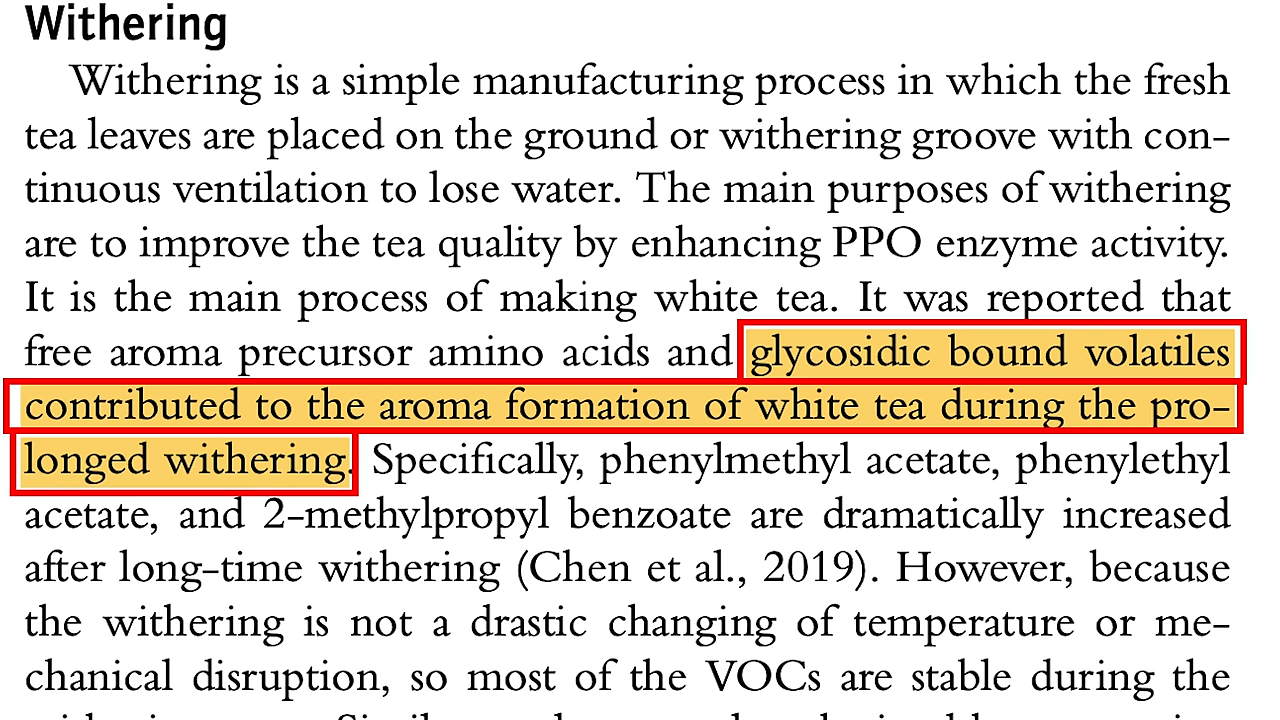 Withering
Withering is a simple manufacturing process in which the fresh
tea leaves are placed on the ground or withering groove with con-
tinuous ventilation to lose water. The main purposes of withering
are to improve the tea quality by enhancing PPO enzyme activity.
It is the main process of making white tea. It was reported that
free aroma precursor amino acids and glycosidic bound volatiles
contributed to the aroma formation of white tea during the pro-
longed withering. Specifically, phenylmethyl acetate, phenylethyl
acetate, and 2-methylpropyl benzoate are dramatically increased
after long-time withering (Chen et al., 2019). However, because
the withering is not a drastic changing of temperature or me-
chanical disruption, so most of the VOCs are stable during the